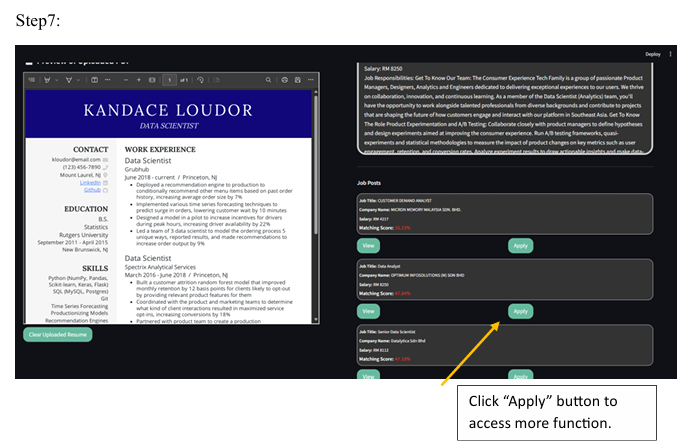 Step7:
Deploy
Preview of Uploaded PDF
1 of 1
KANDACE LOUDOR
DATA SCIENTIST
CONTACT
kloudor@email.com
(123) 456-7890
Mount Laurel, NJ
LinkedIn
Github
EDUCATION
B.S.
Statistics
Rutgers University
September 2011 - April 2015
New Brunswick, NJ
SKILLS
Python (NumPy, Pandas,
Scikit-learn, Keras, Flask)
SQL (MySQL, Postgres)
Git
Time Series Forecasting
Productionizing Models
Recommendation Engines
WORK EXPERIENCE
Data Scientist
Grubhub
June 2018 - current / Princeton, NJ
• Deployed a recommendation engine to production to
conditionally recommend other menu items based on past order
history, increasing average order size by 7%
• Implemented various time series forecasting techniques to
predict surge in orders, lowering customer wait by 10 minutes
• Designed a model in a pilot to increase incentives for drivers
during peak hours, increasing driver availability by 22%
• Led a team of 3 data scientist to model the ordering process 5
unique ways, reported results, and made recommendations to
increase order output by 9%
Data Scientist
Spectrix Analytical Services
March 2016 - June 2018 / Princeton, NJ
• Built a customer attrition random forest model that improved
monthly retention by 12 basis points for clients likely to opt-out
by providing relevant product features for them
• Coordinated with the product and marketing teams to determine
what kind of client interactions resulted in maximized service
opt-ins, increasing conversions by 18%
• Partnered with product team to create a production
Clear Uploaded Resume
Salary: RM 8250
Job Responsibilities: Get To Know Our Team: The Consumer Experience Tech Family is a group of passionate Product
Managers, Designers, Analytics and Engineers dedicated to delivering exceptional experiences to our users. We thrive
on collaboration, innovation, and continuous learning. As a member of the Data Scientist (Analytics) team, you'll
have the opportunity to work alongside talented professionals from diverse backgrounds and contribute to projects
that are shaping the future of how customers engage and interact with our platform in Southeast Asia. Get To Know
The Role Product Experimentation and A/B Testing: Collaborate closely with product managers to define hypotheses
and design experiments aimed at improving the consumer experience. Run A/B testing frameworks, quasi-
experiments and statistical methodologies to measure the impact of product changes on key metrics such as user
engagement, retention, and conversion rates. Analyze experiment results to draw actionable insights and make data-
Job Posts
Job Title: CUSTOMER DEMAND ANALYST
Company Name: MICRON MEMORY MALAYSIA SDN. BHD.
Salary: RM 4217
Matching Score:
View
Apply
Job Title: Data Analyst
Company Name: OPTIMUM INFOSOLUTIONS (M) SDN BHD
Salary: RM 8250
Matching Score:
View
Apply
Job Title: Senior Data Scientist
Company Name: Datalytica Sdn Bhd
Salary: RM 8112
Matching Score:
View
Apply
Click “Apply” button to
access more function.